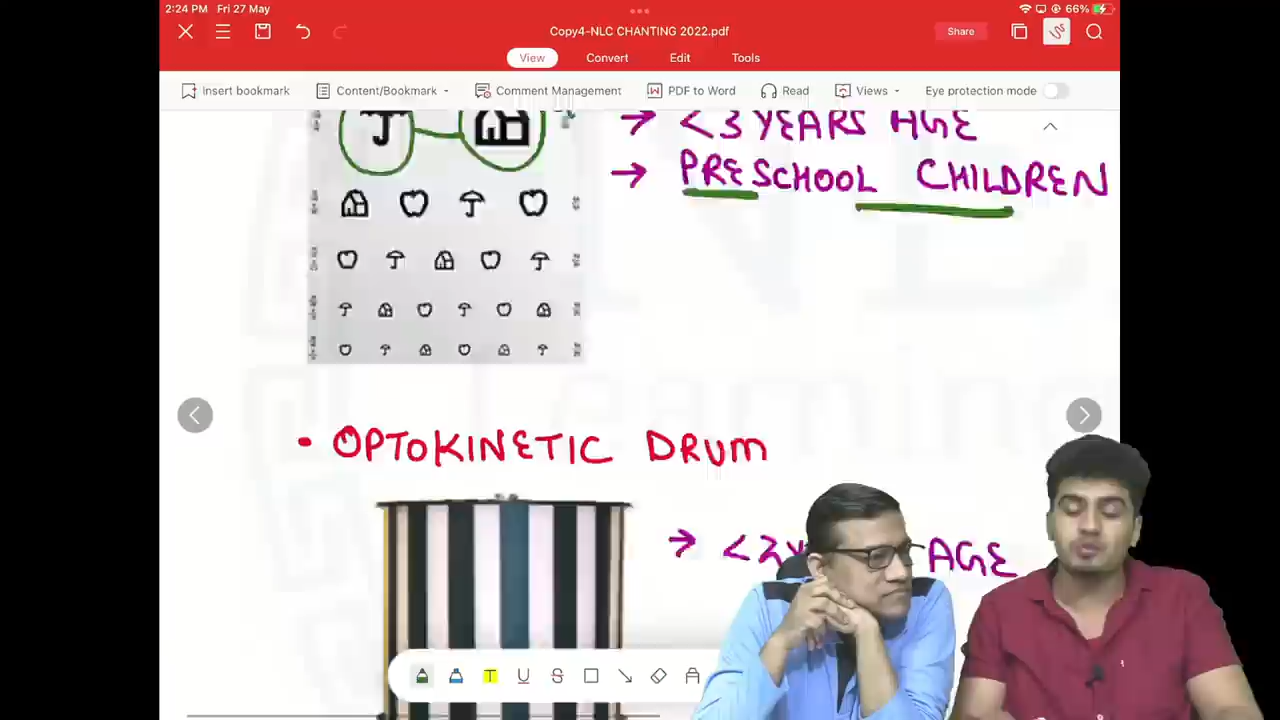 2:24 PM Fri 27 May
66%
Copy4-NLC CHANTING 2022.pdf
Share
View Convert Edit Tools
Insert bookmark Content/Bookmark Comment Management PDF to Word Read Views Eye protection mode
→ <3 YEARS AGE
→ PRESCHOOL CHILDREN
• OPTOKINETIC DRUM
→ <2 AGE